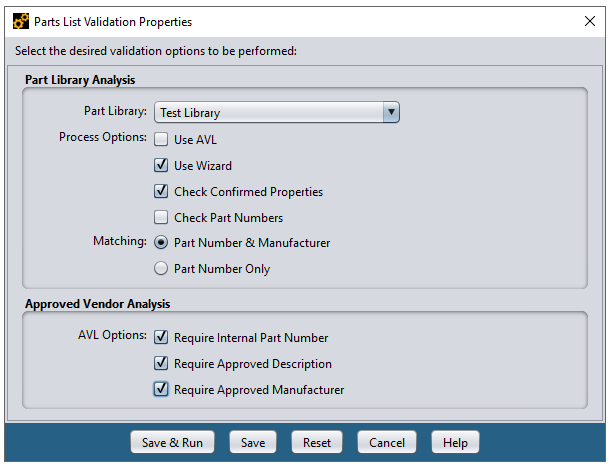 Parts List Validation Properties
Select the desired validation options to be performed:
Part Library Analysis
Part Library: Test Library
Process Options: Use AVL
Use Wizard
Check Confirmed Properties
Check Part Numbers
Matching: Part Number & Manufacturer
Part Number Only
Approved Vendor Analysis
AVL Options: Require Internal Part Number
Require Approved Description
Require Approved Manufacturer
Save & Run Save Reset Cancel Help